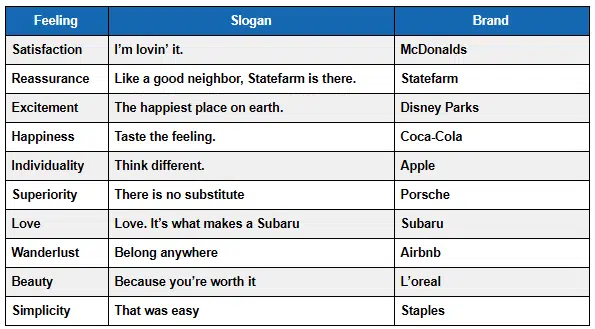 Feeling Slogan Brand
Satisfaction I'm lovin' it. McDonalds
Reassurance Like a good neighbor, Statefarm is there. Statefarm
Excitement The happiest place on earth. Disney Parks
Happiness Taste the feeling. Coca-Cola
Individuality Think different. Apple
Superiority There is no substitute Porsche
Love Love. It's what makes a Subaru Subaru
Wanderlust Belong anywhere Airbnb
Beauty Because you're worth it L'oreal
Simplicity That was easy Staples